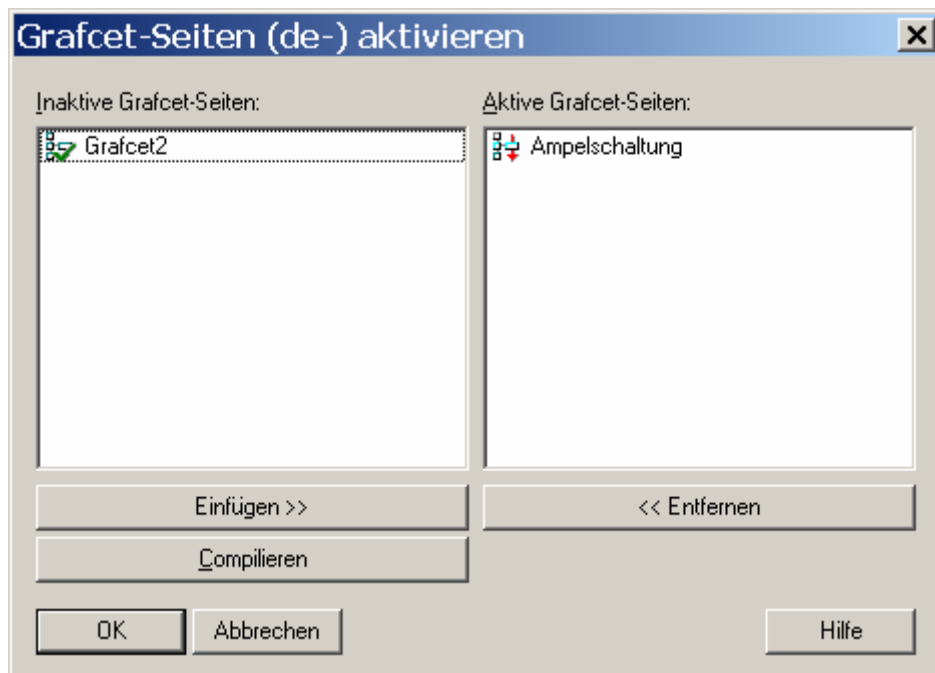 Grafcet-Seiten (de-) aktivieren
Inaktive Grafcet-Seiten:
Aktive Grafcet-Seiten:
Grafcet2
Ampelschaltung
Einfügen >>
<< Entfernen
Compilieren
OK
Abbrechen
Hilfe